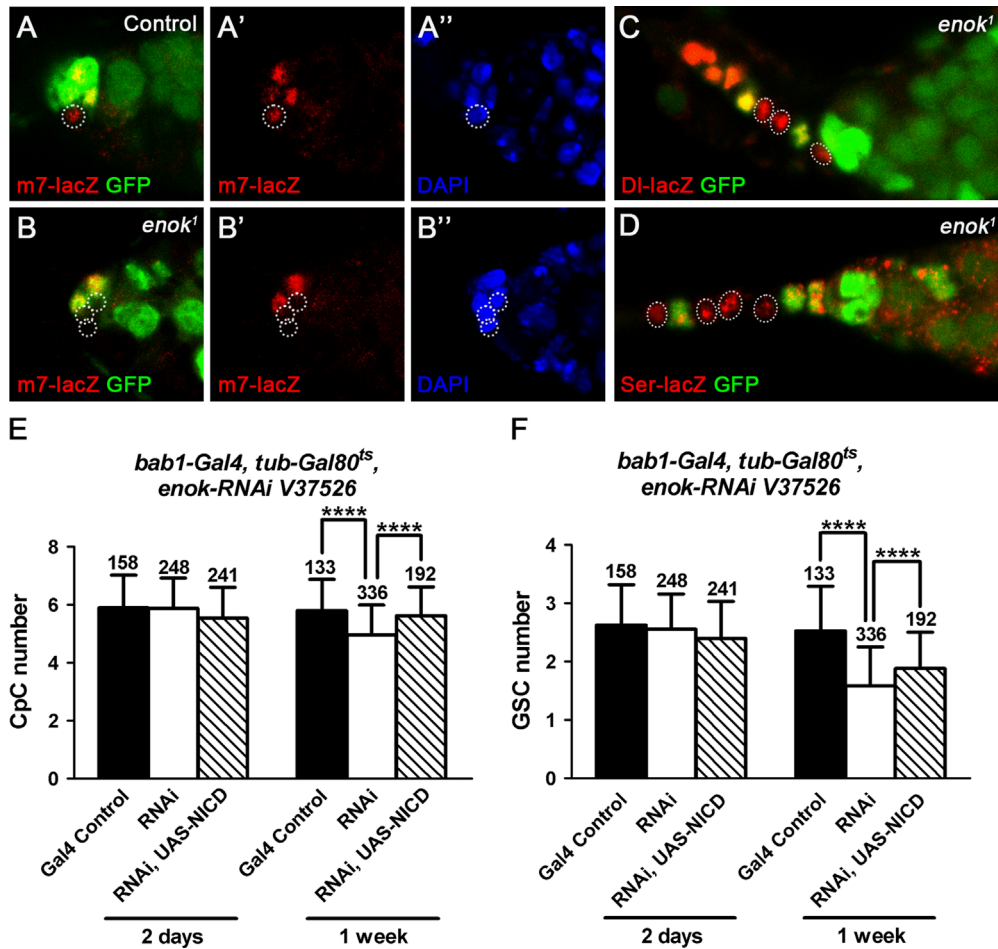 A Control
m7-lacZ GFP
A'
m7-lacZ
A''
DAPI
C enok¹
Dl-lacZ GFP
B enok¹
m7-lacZ GFP
B'
m7-lacZ
B''
DAPI
D enok¹
Ser-lacZ GFP
E
bab1-Gal4, tub-Gal80ᵗˢ,
enok-RNAi V37526
CpC number
8
6
4
2
0
158
248
241
133
336
192
****
****
Gal4 Control
RNAi
RNAi, UAS-NICD
Gal4 Control
RNAi
RNAi, UAS-NICD
2 days
1 week
F
bab1-Gal4, tub-Gal80ᵗˢ,
enok-RNAi V37526
GSC number
4
3
2
1
0
158
248
241
133
336
192
****
****
Gal4 Control
RNAi
RNAi, UAS-NICD
Gal4 Control
RNAi
RNAi, UAS-NICD
2 days
1 week